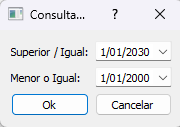 Consulta...
Superior / Igual: 1/01/2030
Menor o Igual: 1/01/2000
Ok Cancelar